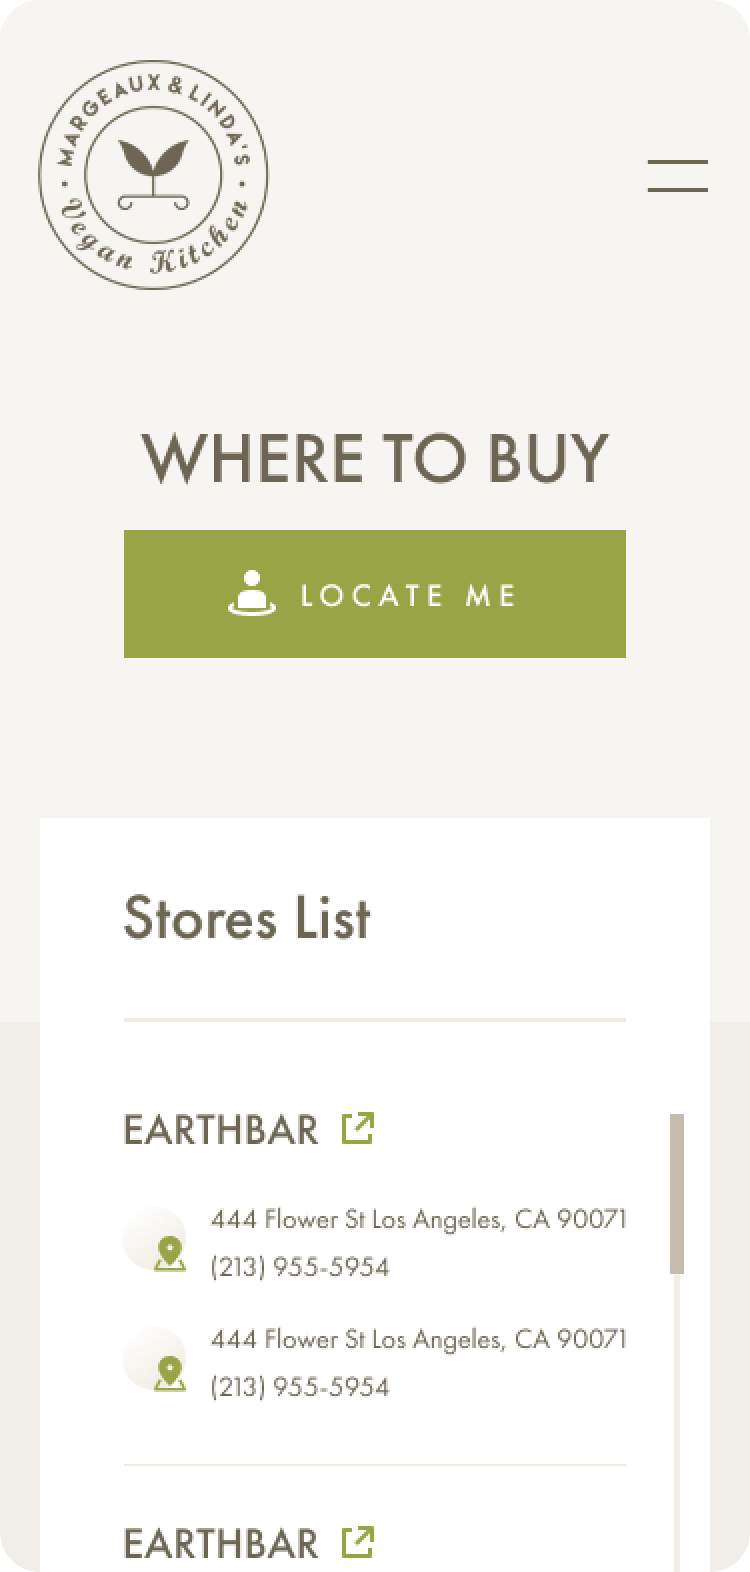 MARGEAUX & LINDA'S
Vegan Kitchen
WHERE TO BUY
LOCATE ME
Stores List
EARTHBAR
444 Flower St Los Angeles, CA 90071
(213) 955-5954
444 Flower St Los Angeles, CA 90071
(213) 955-5954
EARTHBAR